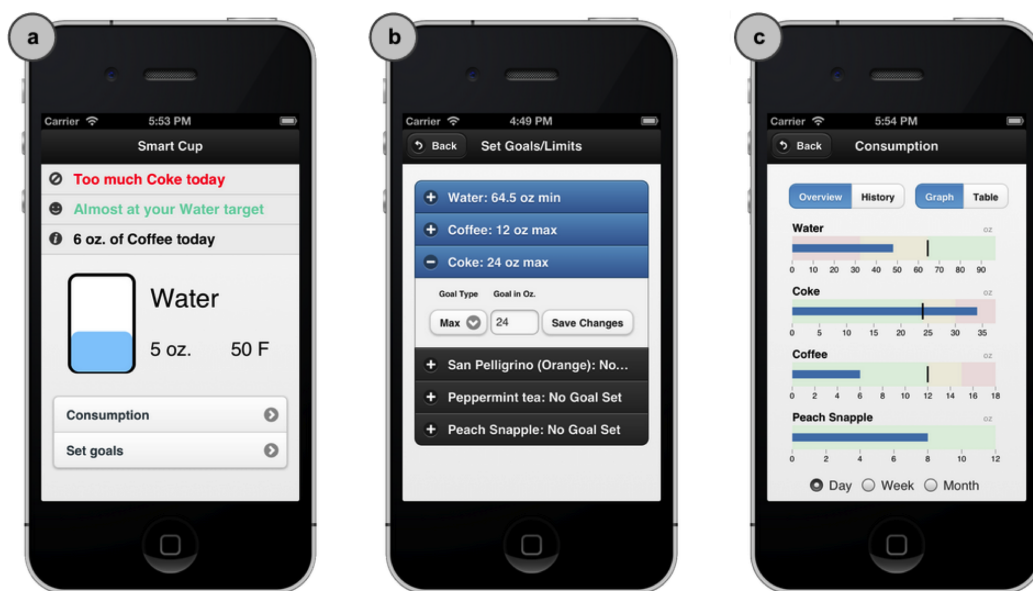 a
Carrier 5:53 PM
Smart Cup
Too much Coke today
Almost at your Water target
6 oz. of Coffee today
Water
5 oz. 50 F
Consumption
Set goals
b
Carrier 4:49 PM
Back Set Goals/Limits
Water: 64.5 oz min
Coffee: 12 oz max
Coke: 24 oz max
Goal Type Goal in Oz.
Max 24 Save Changes
San Pelligrino (Orange): No...
Peppermint tea: No Goal Set
Peach Snapple: No Goal Set
c
Carrier 5:54 PM
Back Consumption
Overview History Graph Table
Water oz
0 10 20 30 40 50 60 70 80 90
Coke oz
0 5 10 15 20 25 30 35
Coffee oz
0 2 4 6 8 10 12 14 16 18
Peach Snapple oz
0 2 4 6 8 10 12
Day Week Month